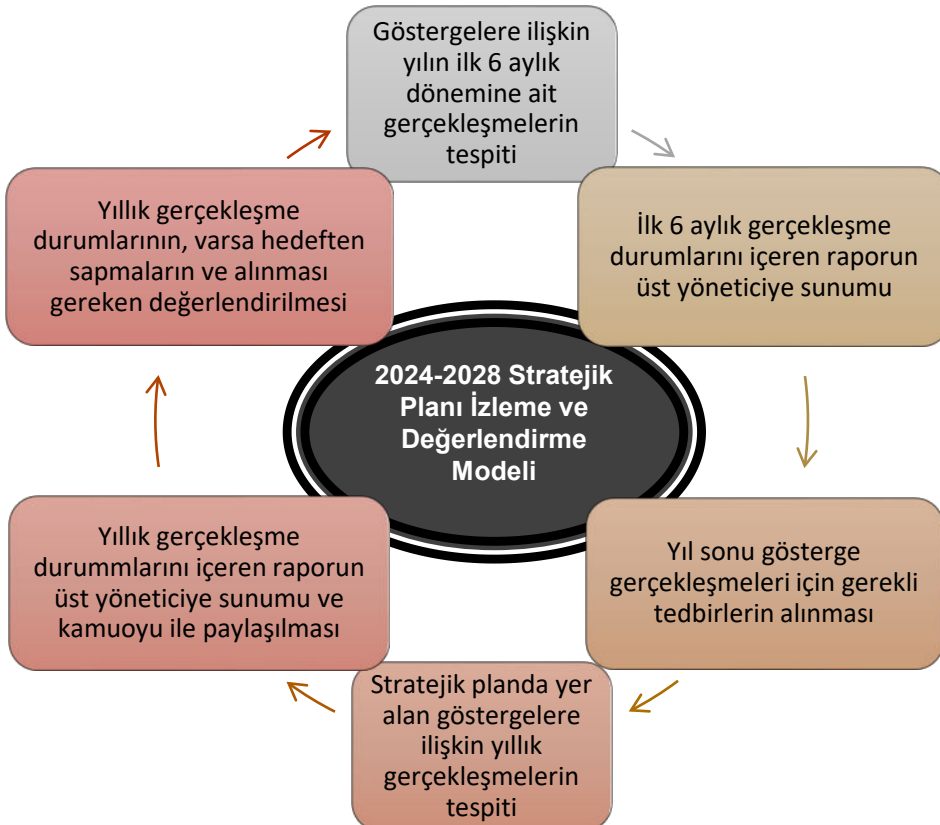 Göstergelere ilişkin
yılın ilk 6 aylık
dönemine ait
gerçekleşmelerin
tespiti
İlk 6 aylık gerçekleşme
durumlarını içeren raporun
üst yöneticiye sunumu
Yıl sonu gösterge
gerçekleşmeleri için gerekli
tedbirlerin alınması
Stratejik planda yer
alan göstergelere
ilişkin yıllık
gerçekleşmelerin
tespiti
Yıllık gerçekleşme
durummlarını içeren raporun
üst yöneticiye sunumu ve
kamuoyu ile paylaşılması
Yıllık gerçekleşme
durumlarının, varsa hedeften
sapmaların ve alınması
gereken değerlendirilmesi
2024-2028 Stratejik
Planı İzleme ve
Değerlendirme
Modeli